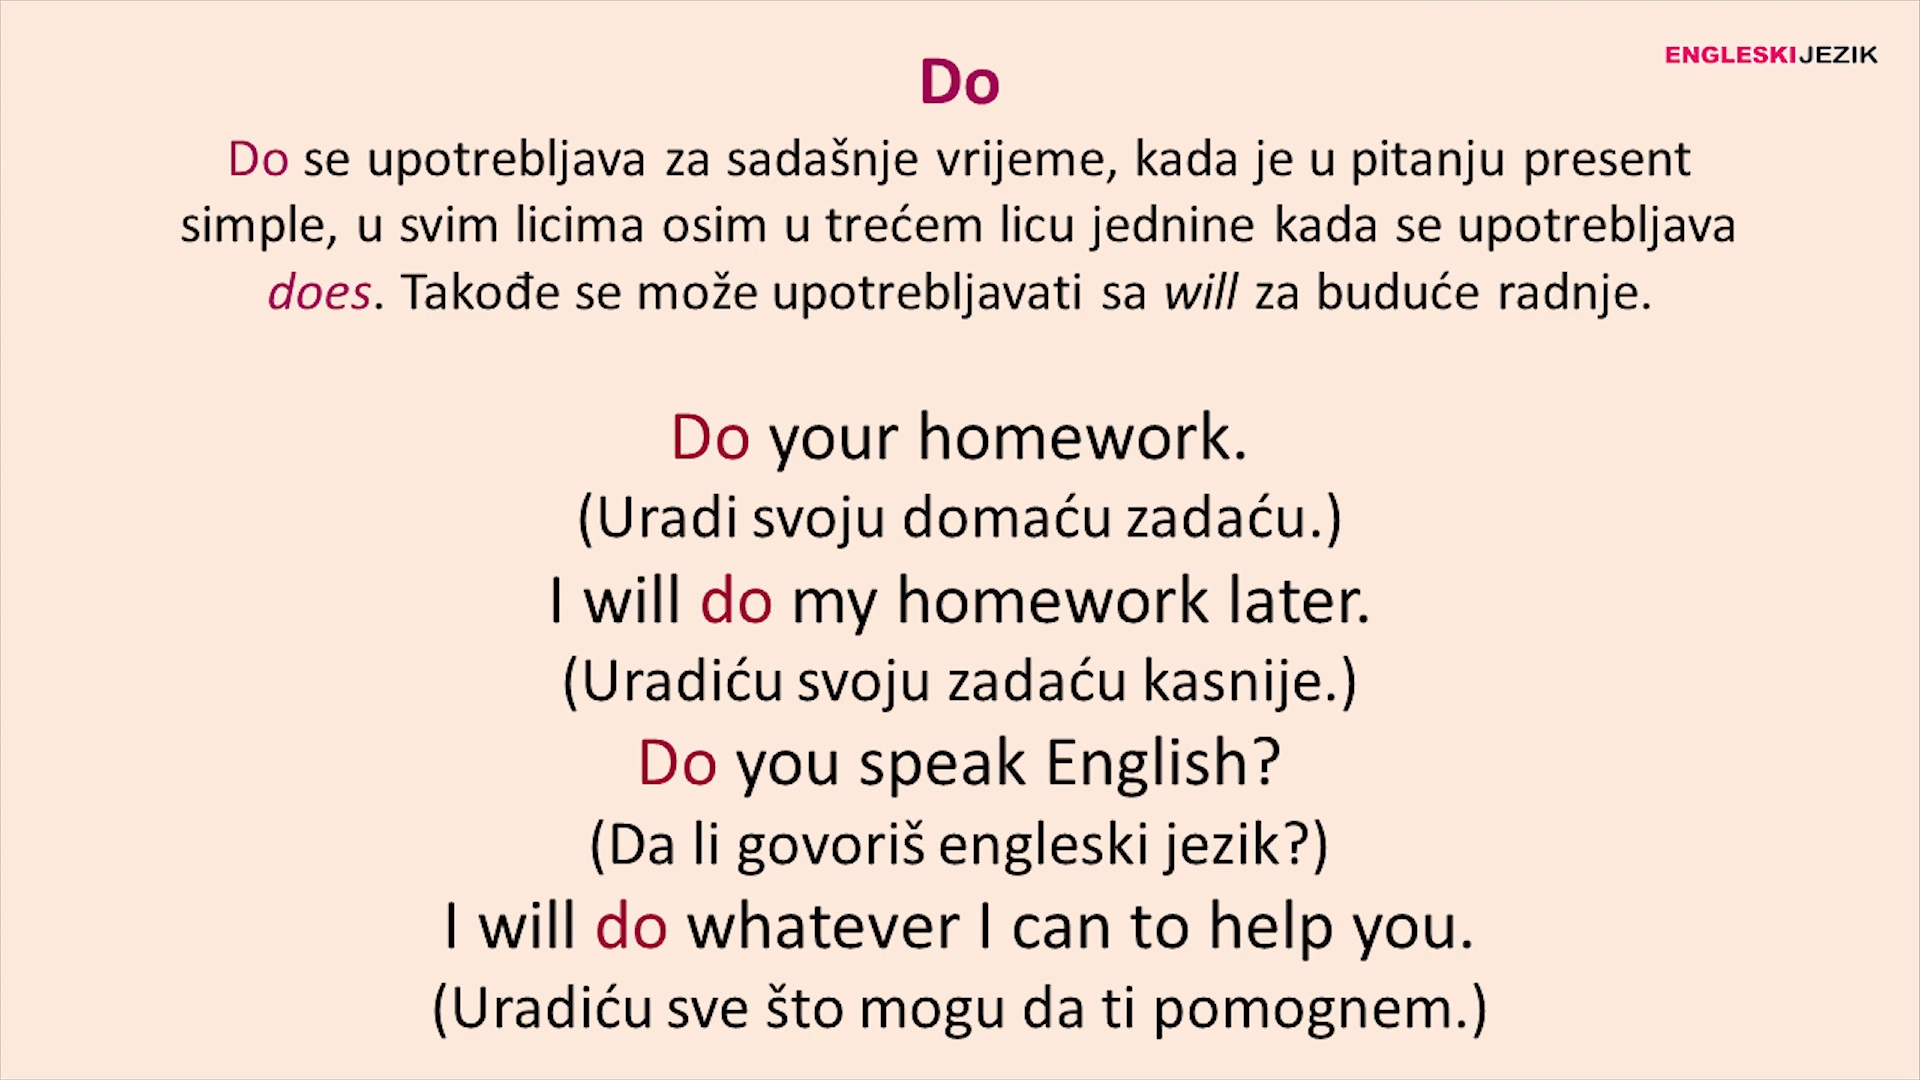 ENGLESKIJEZIK
Do
Do se upotrebljava za sadašnje vrijeme, kada je u pitanju present
simple, u svim licima osim u trećem licu jednine kada se upotrebljava
does. Takođe se može upotrebljavati sa will za buduće radnje.
Do your homework.
(Uradi svoju domaću zadaću.)
I will do my homework later.
(Uradiću svoju zadaću kasnije.)
Do you speak English?
(Da li govoriš engleski jezik?)
I will do whatever I can to help you.
(Uradiću sve što mogu da ti pomognem.)